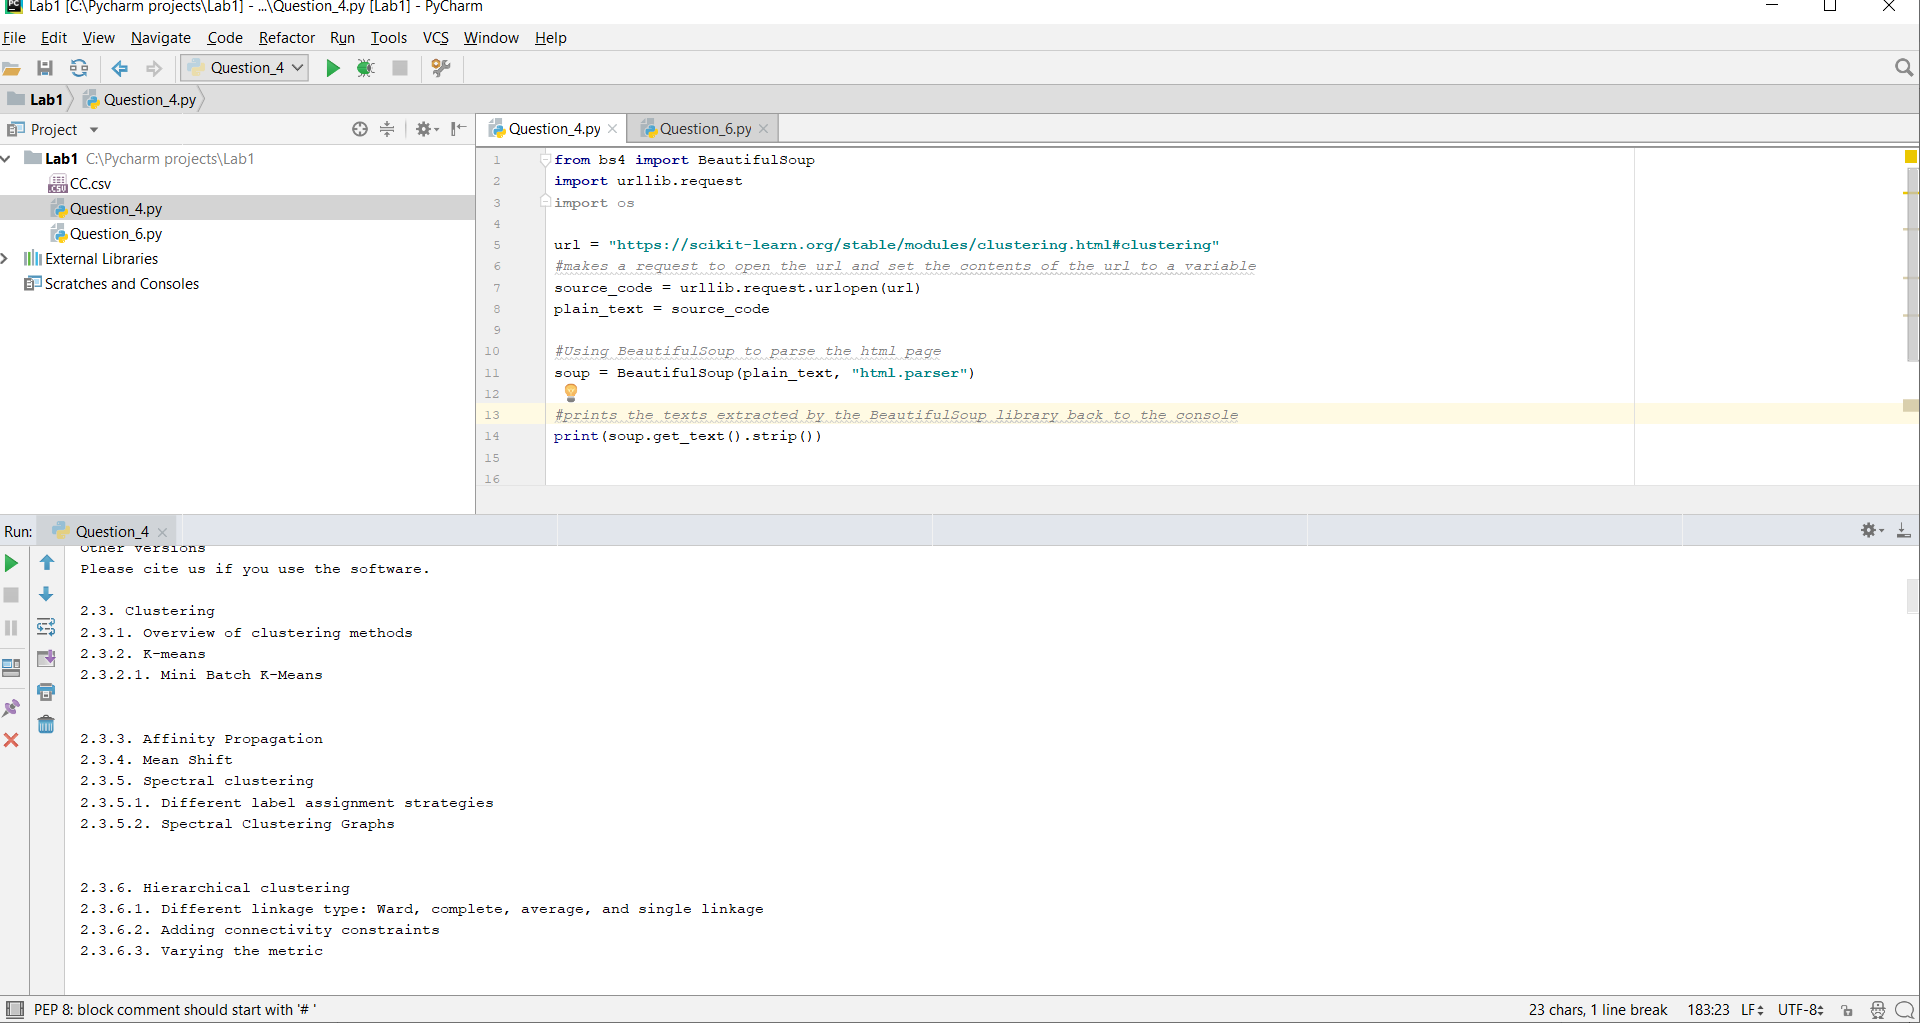 Lab1 [C:\Pycharm projects\Lab1] - ...\Question_4.py [Lab1] - PyCharm
File Edit View Navigate Code Refactor Run Tools VCS Window Help
Question_4
Lab1 Question_4.py
Project
Question_4.py Question_6.py
Lab1 C:\Pycharm projects\Lab1
CC.csv
Question_4.py
Question_6.py
External Libraries
Scratches and Consoles
1 from bs4 import BeautifulSoup
2 import urllib.request
3 import os
4
5 url = "https://scikit-learn.org/stable/modules/clustering.html#clustering"
6 #makes a request to open the url and set the contents of the url to a variable
7 source_code = urllib.request.urlopen(url)
8 plain_text = source_code
9
10 #Using BeautifulSoup to parse the html page
11 soup = BeautifulSoup(plain_text, "html.parser")
12
13 #prints the texts extracted by the BeautifulSoup library back to the console
14 print(soup.get_text().strip())
15
16
Run: Question_4
Other versions
Please cite us if you use the software.
2.3. Clustering
2.3.1. Overview of clustering methods
2.3.2. K-means
2.3.2.1. Mini Batch K-Means
2.3.3. Affinity Propagation
2.3.4. Mean Shift
2.3.5. Spectral clustering
2.3.5.1. Different label assignment strategies
2.3.5.2. Spectral Clustering Graphs
2.3.6. Hierarchical clustering
2.3.6.1. Different linkage type: Ward, complete, average, and single linkage
2.3.6.2. Adding connectivity constraints
2.3.6.3. Varying the metric
PEP 8: block comment should start with '# '
23 chars, 1 line break 183:23 LF UTF-8